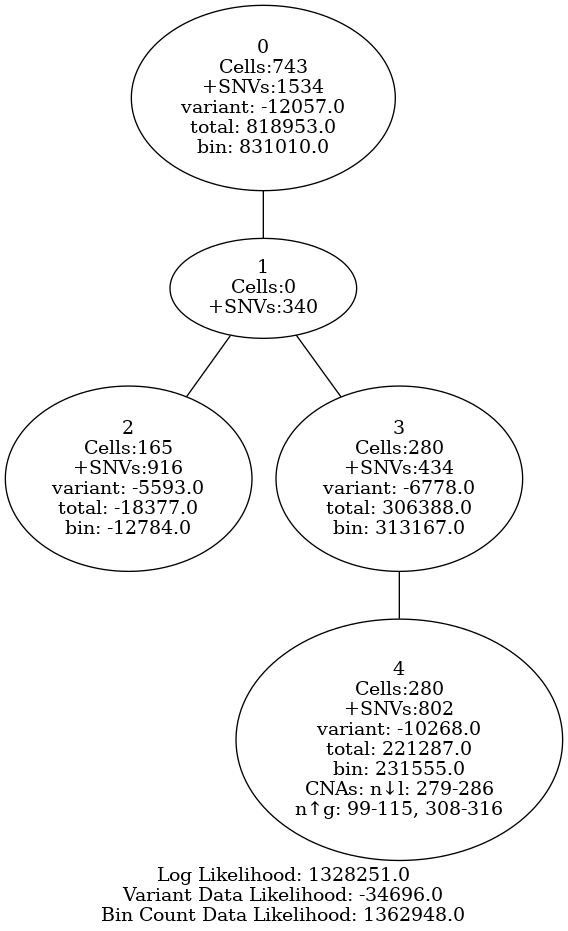 0
Cells:743
+SNVs:1534
variant: -12057.0
total: 818953.0
bin: 831010.0
1
Cells:0
+SNVs:340
2
Cells:165
+SNVs:916
variant: -5593.0
total: -18377.0
bin: -12784.0
3
Cells:280
+SNVs:434
variant: -6778.0
total: 306388.0
bin: 313167.0
4
Cells:280
+SNVs:802
variant: -10268.0
total: 221287.0
bin: 231555.0
CNAs: n↓l: 279-286
n↑g: 99-115, 308-316
Log Likelihood: 1328251.0
Variant Data Likelihood: -34696.0
Bin Count Data Likelihood: 1362948.0